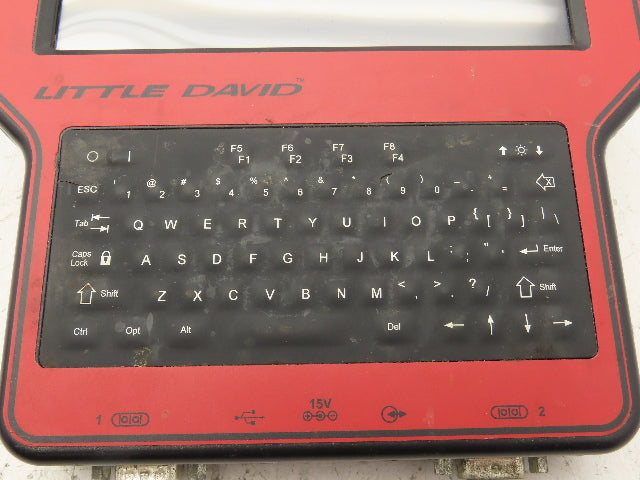 LITTLE DAVID™
F5 F6 F7 F8
F1 F2 F3 F4
ESC ! 1 @ 2 # 3 $ 4 % 5 ^ 6 & 7 * 8 ( 9 ) 0 _ - + =
Tab Q W E R T Y U I O P { [ } ] | \
Caps Lock A S D F G H J K L : ; " ' Enter
Shift Z X C V B N M < , > . ? / Shift
Ctrl Opt Alt Del
15V
1 2